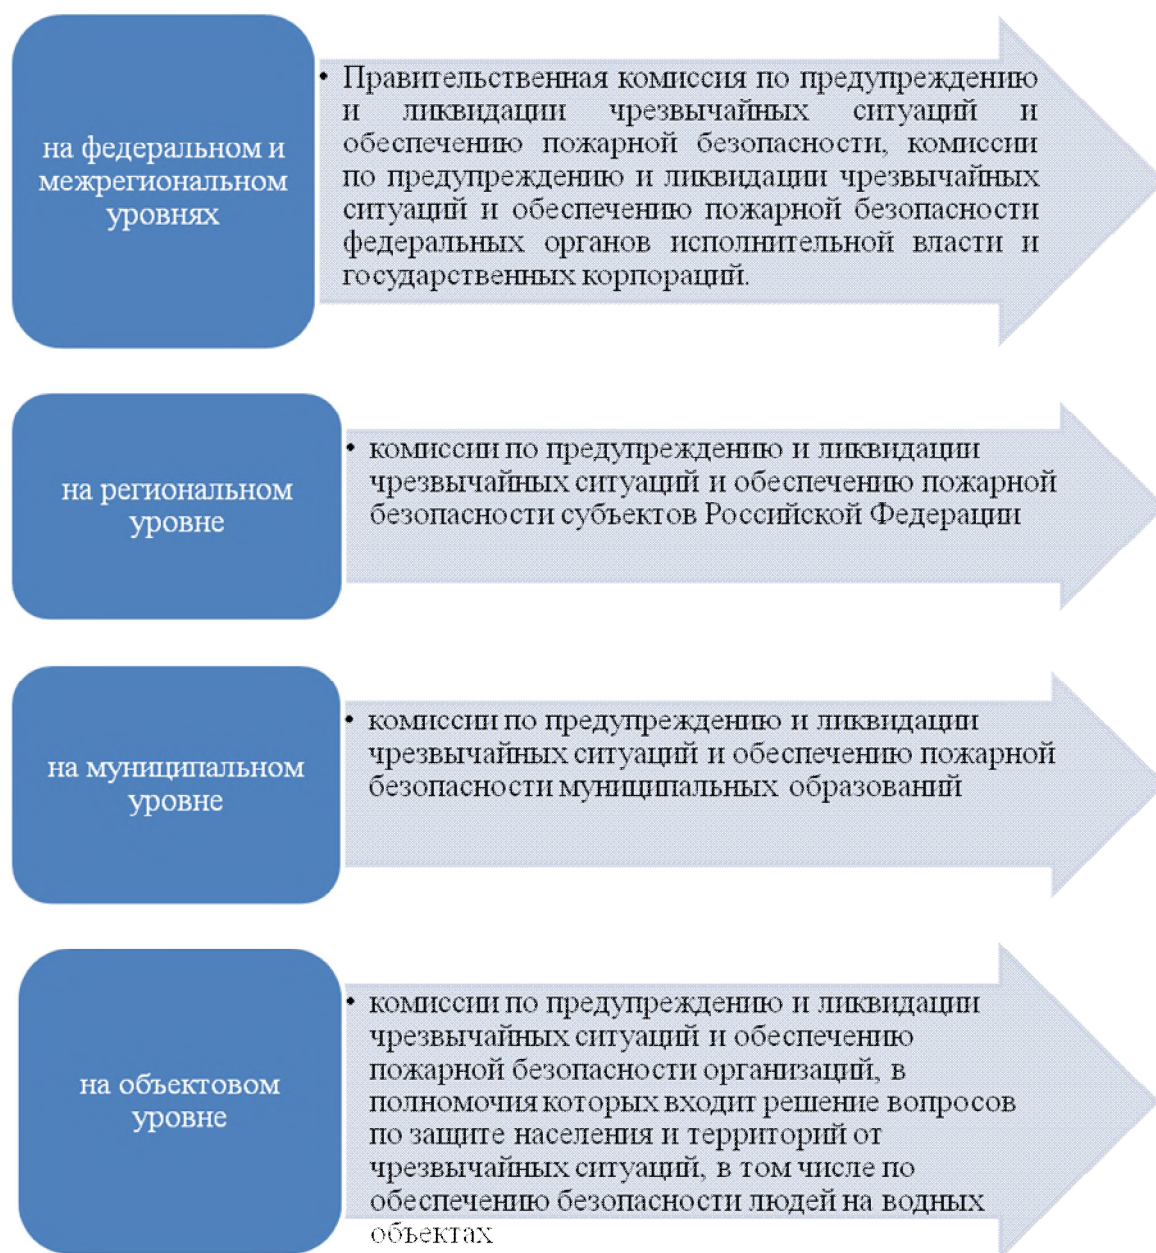 на федеральном и
межрегиональном
уровнях
• Правительственная комиссия по предупреждению
и ликвидации чрезвычайных ситуаций и
обеспечению пожарной безопасности, комиссии
по предупреждению и ликвидации чрезвычайных
ситуаций и обеспечению пожарной безопасности
федеральных органов исполнительной власти и
государственных корпораций.
на региональном
уровне
• комиссии по предупреждению и ликвидации
чрезвычайных ситуаций и обеспечению пожарной
безопасности субъектов Российской Федерации
на муниципальном
уровне
• комиссии по предупреждению и ликвидации
чрезвычайных ситуаций и обеспечению пожарной
безопасности муниципальных образований
на объектовом
уровне
• комиссии по предупреждению и ликвидации
чрезвычайных ситуаций и обеспечению
пожарной безопасности организаций, в
полномочия которых входит решение вопросов
по защите населения и территорий от
чрезвычайных ситуаций, в том числе по
обеспечению безопасности людей на водных
объектах